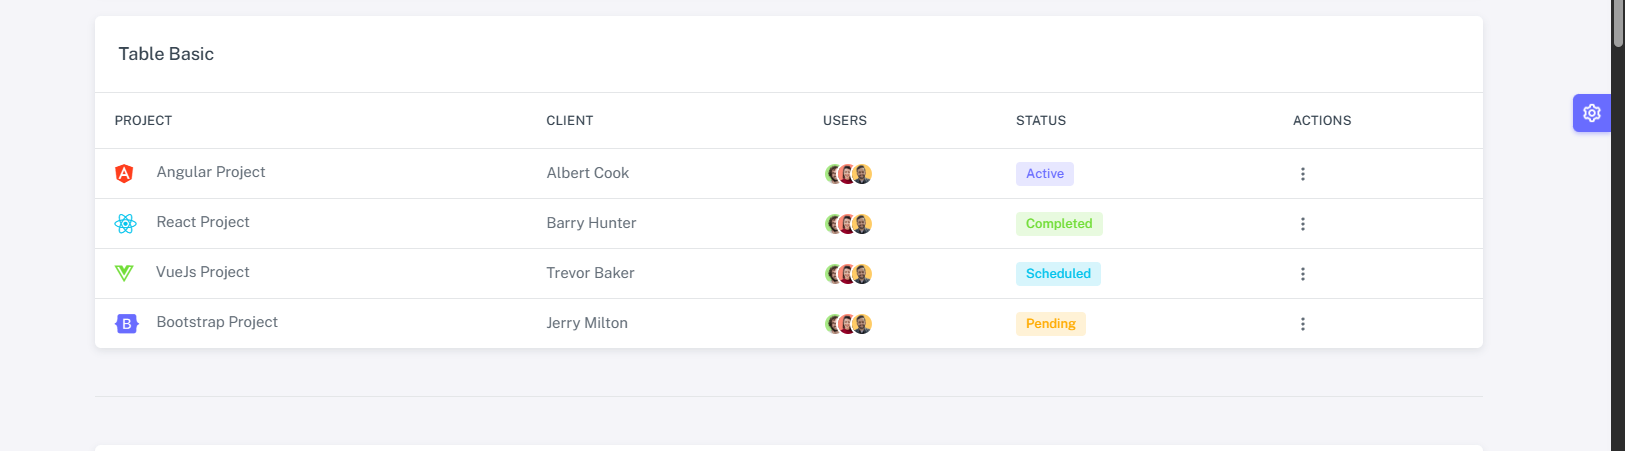 Table Basic
PROJECT CLIENT USERS STATUS ACTIONS
Angular Project Albert Cook Active
React Project Barry Hunter Completed
VueJs Project Trevor Baker Scheduled
B Bootstrap Project Jerry Milton Pending